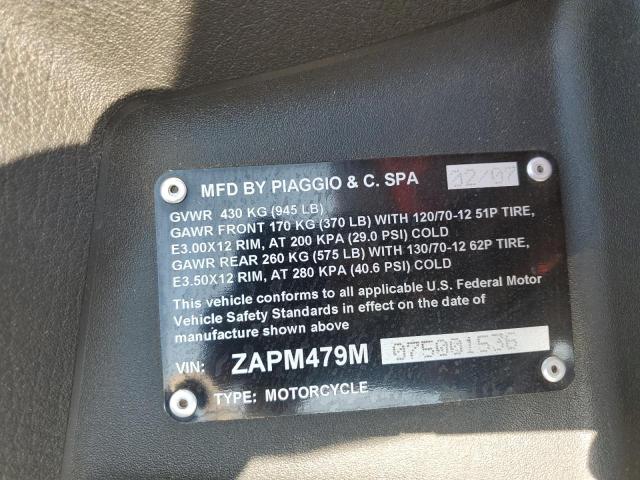 MFD BY PIAGGIO & C. SPA 02/07
GVWR 430 KG (945 LB)
GAWR FRONT 170 KG (370 LB) WITH 120/70-12 51P TIRE,
E3.00X12 RIM, AT 200 KPA (29.0 PSI) COLD
GAWR REAR 260 KG (575 LB) WITH 130/70-12 62P TIRE,
E3.50X12 RIM, AT 280 KPA (40.6 PSI) COLD
This vehicle conforms to all applicable U.S. Federal Motor
Vehicle Safety Standards in effect on the date of
manufacture shown above
VIN: ZAPM479M 075001536
TYPE: MOTORCYCLE